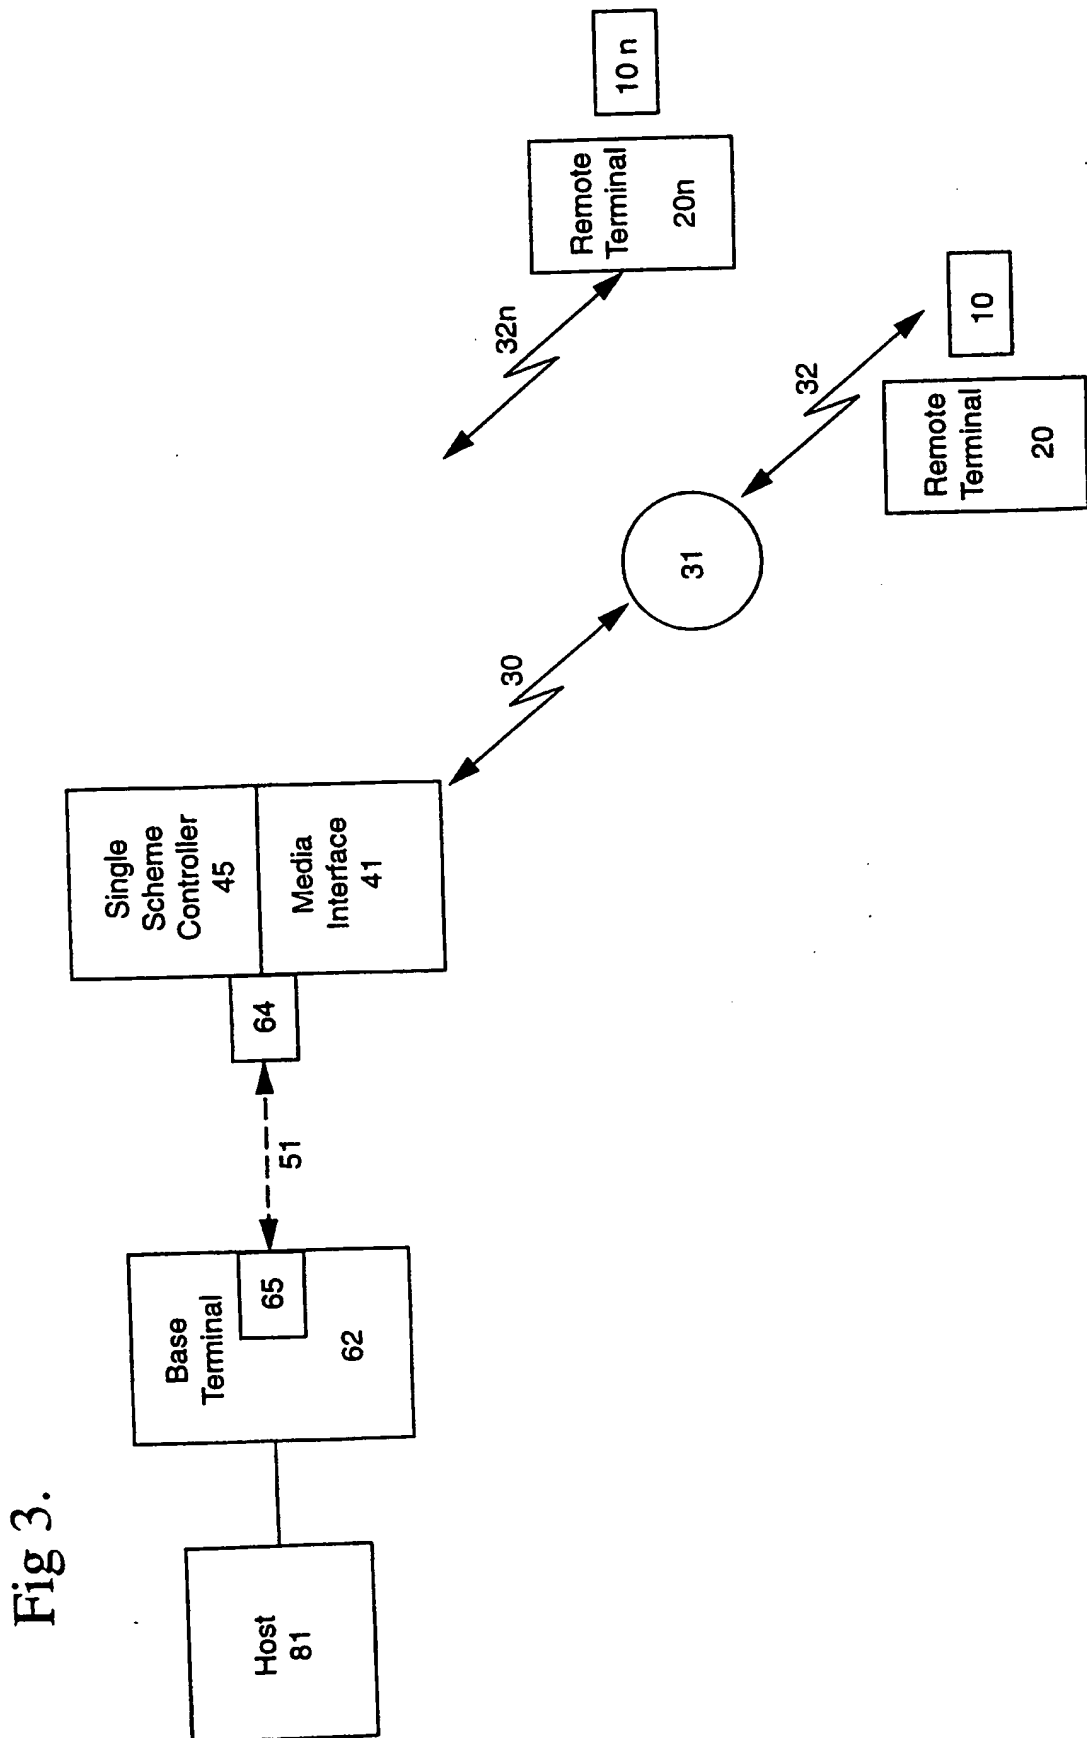 Fig 3.
Host
81
Base
Terminal
65
62
51
64
Single
Scheme
Controller
45
Media
Interface
41
30
31
32n
32
Remote
Terminal
20n
10 n
Remote
Terminal
20
10